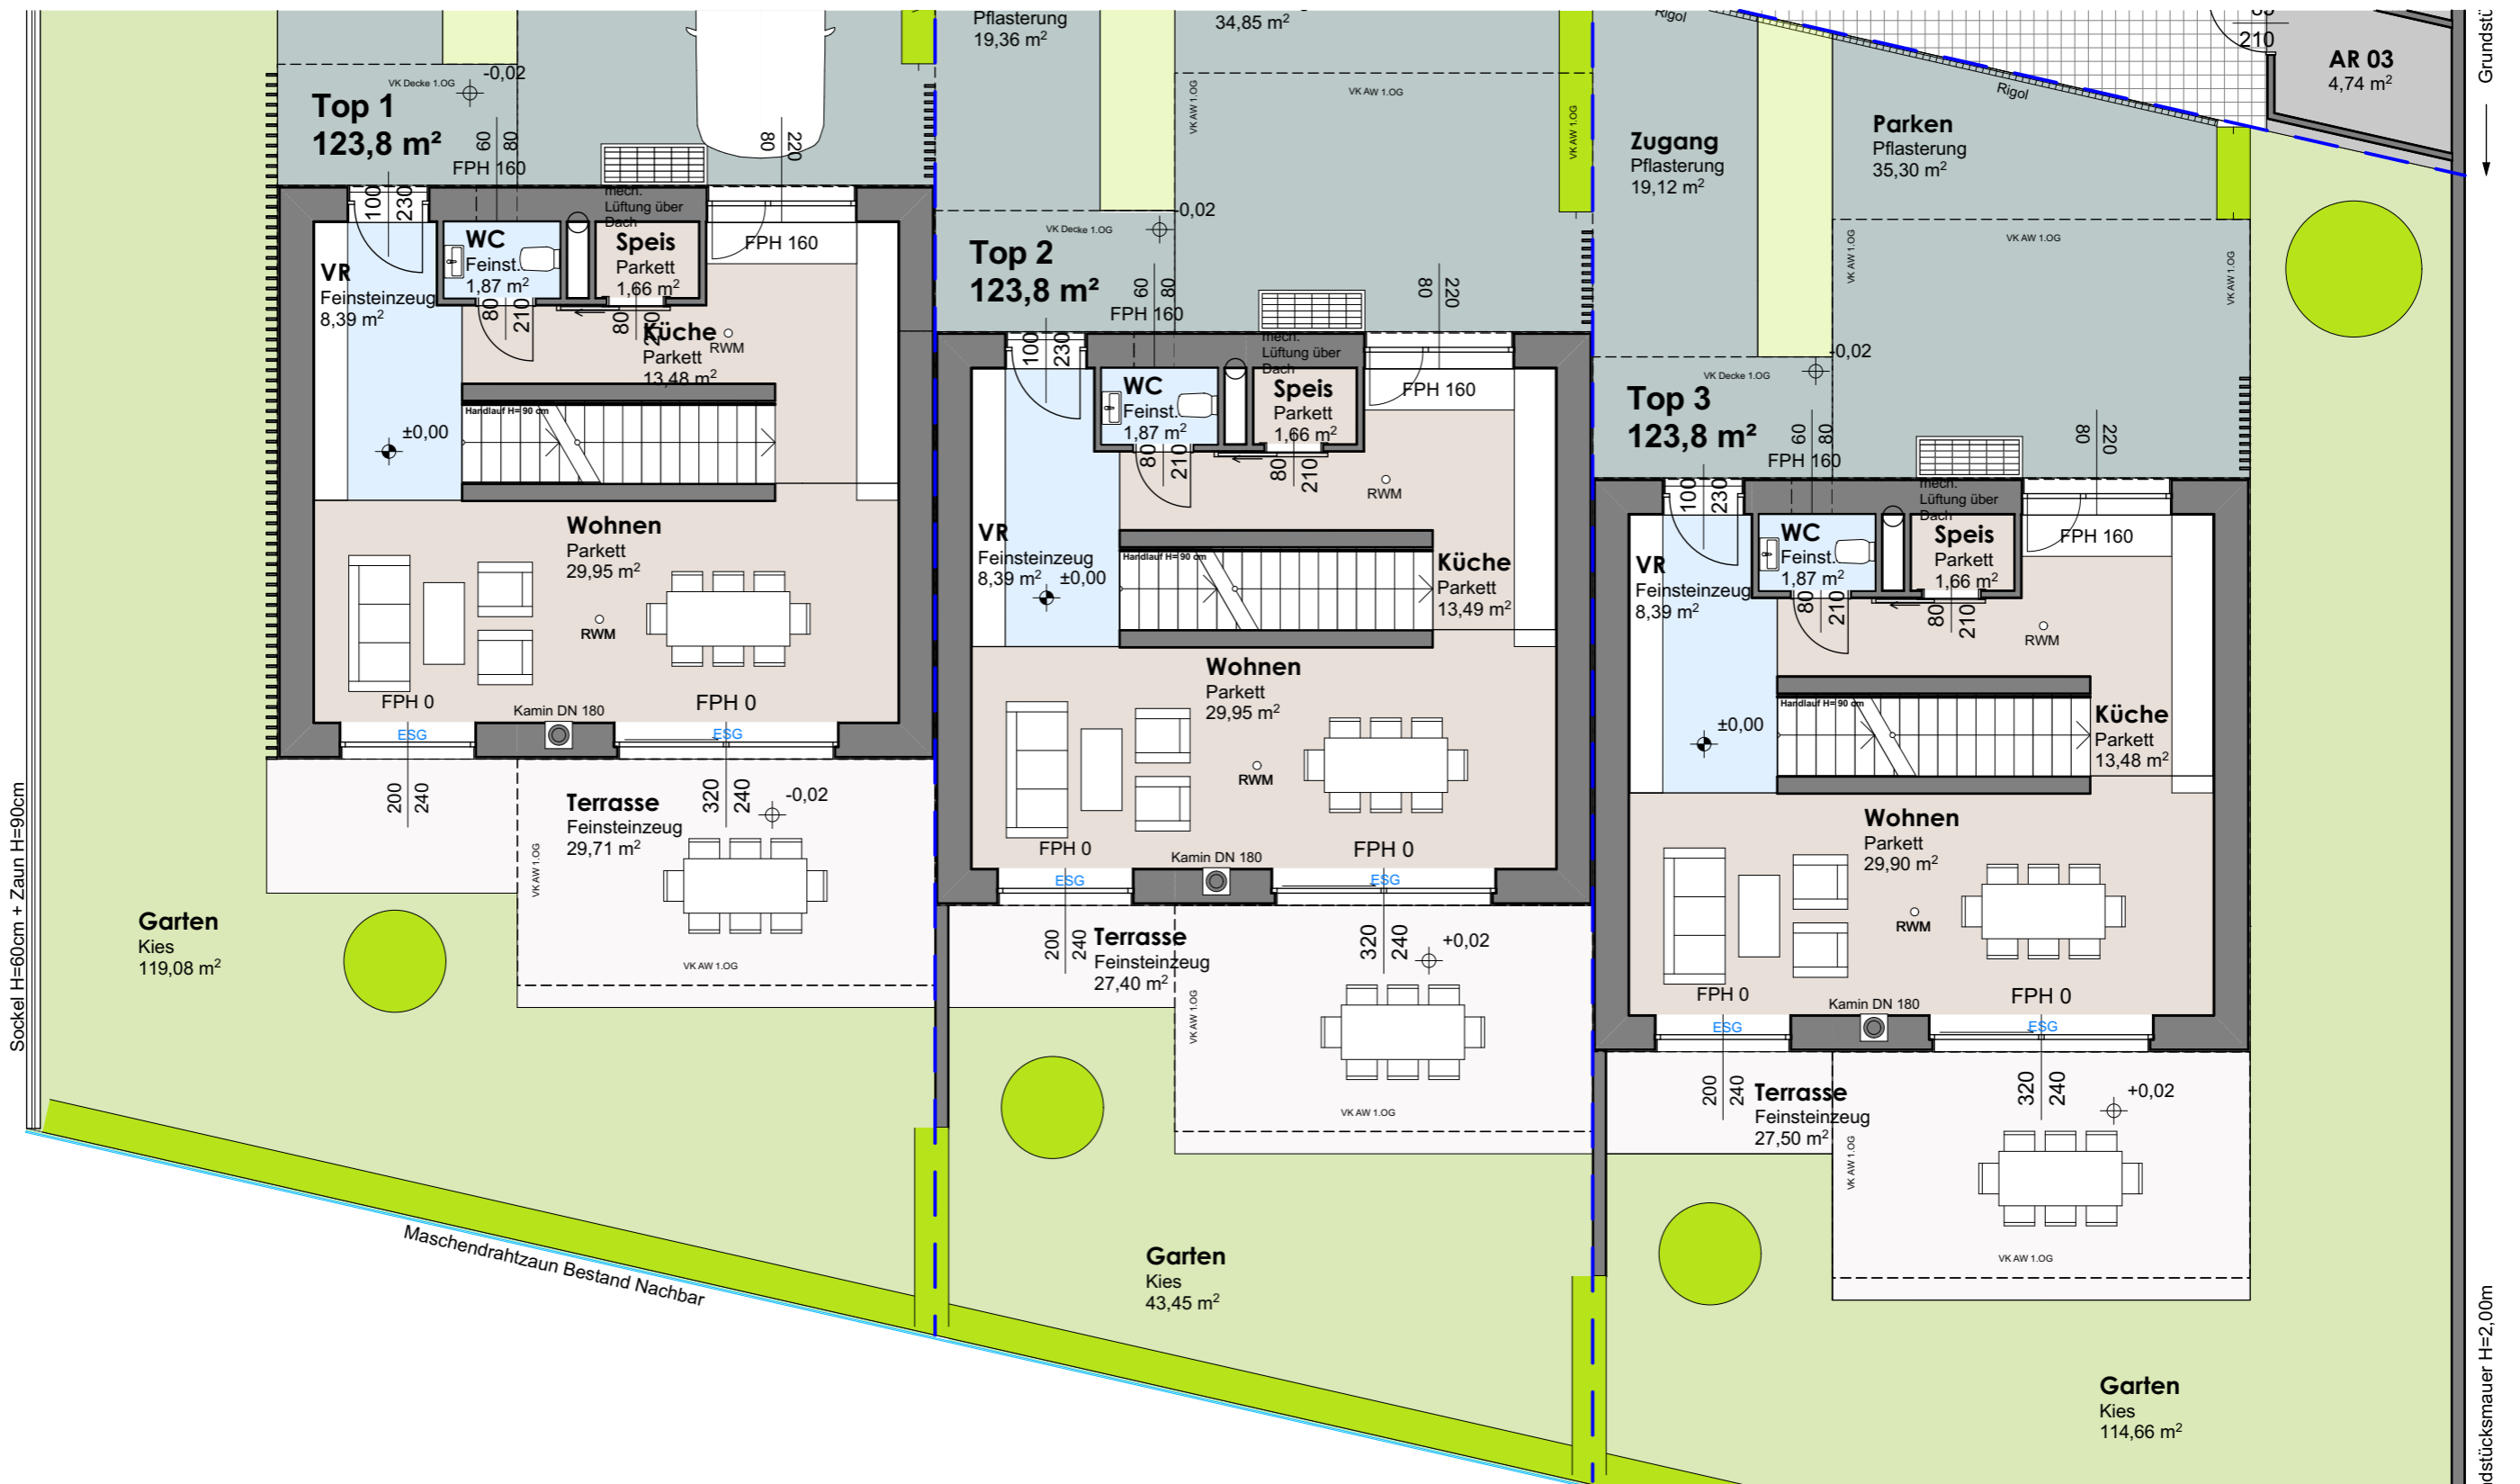 Pflasterung
19,36 m²
34,85 m²
Rigol
210
AR 03
4,74 m²
Rigol
Top 1
123,8 m²
VK Decke 1.OG
-0,02
60
80
FPH 160
80
220
VK AW 1.OG
VK AW 1.OG
VK AW 1.OG
Zugang
Pflasterung
19,12 m²
Parken
Pflasterung
35,30 m²
100
230
mech.
Lüftung über
Dach
WC
Feinst.
1,87 m²
80
210
Speis
Parkett
1,66 m²
80
FPH 160
VR
Feinsteinzeug
8,39 m²
±0,00
Küche
Parkett
13,48 m²
RWM
Handlauf H= 90 cm
Wohnen
Parkett
29,95 m²
RWM
FPH 0
Kamin DN 180
FPH 0
ESG
ESG
200
240
320
240
Terrasse
Feinsteinzeug
29,71 m²
-0,02
VK AW 1.OG
VK AW 1.OG
Garten
Kies
119,08 m²
Sockel H=60cm + Zaun H=90cm
Maschendrahtzaun Bestand Nachbar
Top 2
123,8 m²
VK Decke 1.OG
-0,02
60
80
FPH 160
80
220
100
230
mech.
Lüftung über
Dach
WC
Feinst.
1,87 m²
80
210
Speis
Parkett
1,66 m²
80
210
FPH 160
RWM
VR
Feinsteinzeug
8,39 m²
±0,00
Handlauf H= 90 cm
Küche
Parkett
13,49 m²
Wohnen
Parkett
29,95 m²
RWM
FPH 0
Kamin DN 180
FPH 0
ESG
ESG
200
240
320
240
Terrasse
Feinsteinzeug
27,40 m²
+0,02
VK AW 1.OG
VK AW 1.OG
Garten
Kies
43,45 m²
VK AW 1.OG
VK AW 1.OG
VK AW 1.OG
Top 3
123,8 m²
VK Decke 1.OG
-0,02
60
80
FPH 160
80
220
100
230
mech.
Lüftung über
Dach
WC
Feinst.
1,87 m²
80
210
Speis
Parkett
1,66 m²
80
210
FPH 160
RWM
VR
Feinsteinzeug
8,39 m²
±0,00
Handlauf H= 90 cm
Küche
Parkett
13,48 m²
Wohnen
Parkett
29,90 m²
RWM
FPH 0
Kamin DN 180
FPH 0
ESG
ESG
200
240
320
240
Terrasse
Feinsteinzeug
27,50 m²
+0,02
VK AW 1.OG
VK AW 1.OG
Garten
Kies
114,66 m²
Grundstü
dstücksmauer H=2,00m